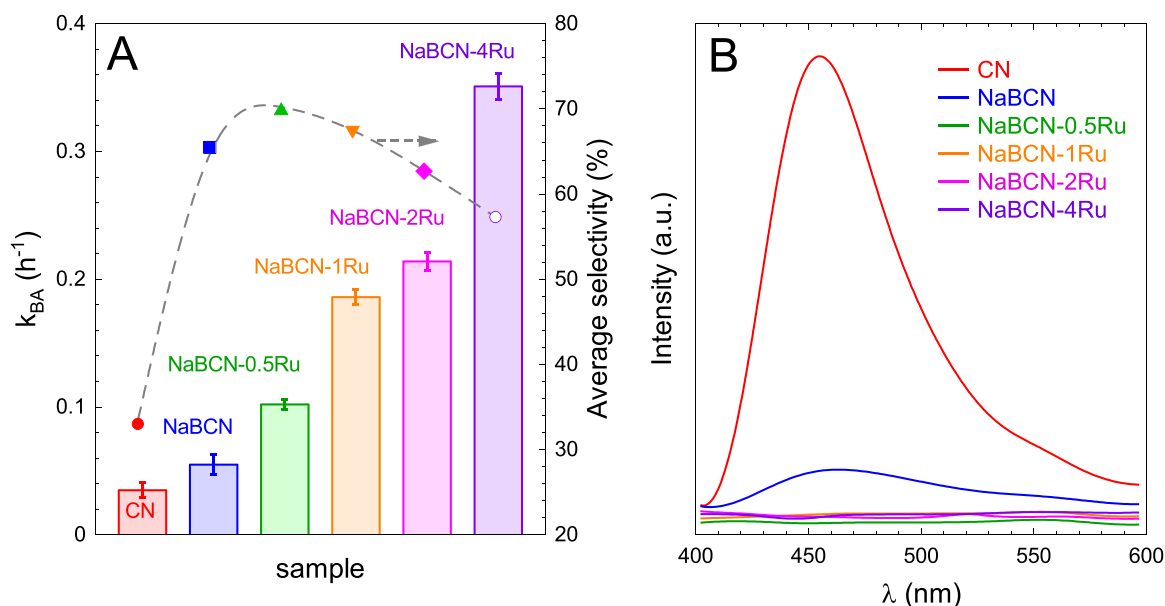 A
0.4
0.3
0.2
0.1
0
k_BA (h⁻¹)
80
70
60
50
40
30
20
Average selectivity (%)
NaBCN-4Ru
NaBCN-2Ru
NaBCN-1Ru
NaBCN-0.5Ru
NaBCN
CN
sample
B
CN
NaBCN
NaBCN-0.5Ru
NaBCN-1Ru
NaBCN-2Ru
NaBCN-4Ru
Intensity (a.u.)
400 450 500 550 600
λ (nm)